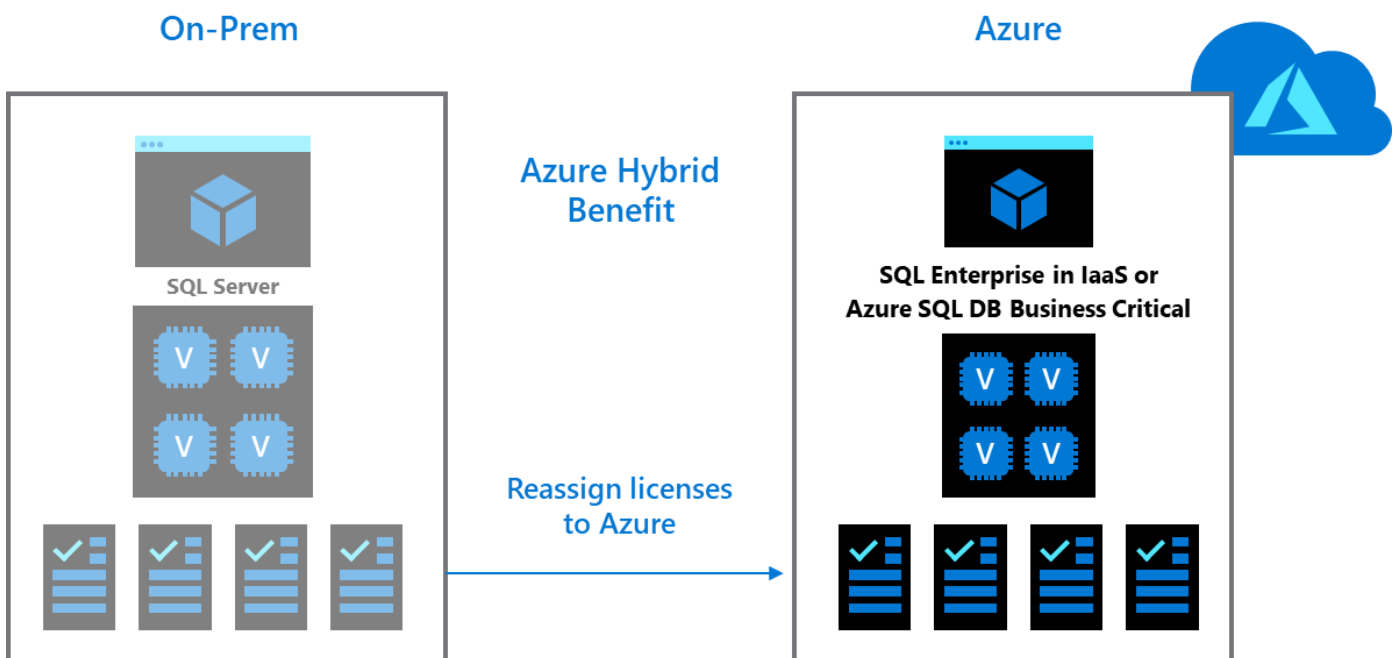 On-Prem
Azure
Azure Hybrid
Benefit
SQL Server
V V
V V
SQL Enterprise in IaaS or
Azure SQL DB Business Critical
V V
V V
Reassign licenses
to Azure